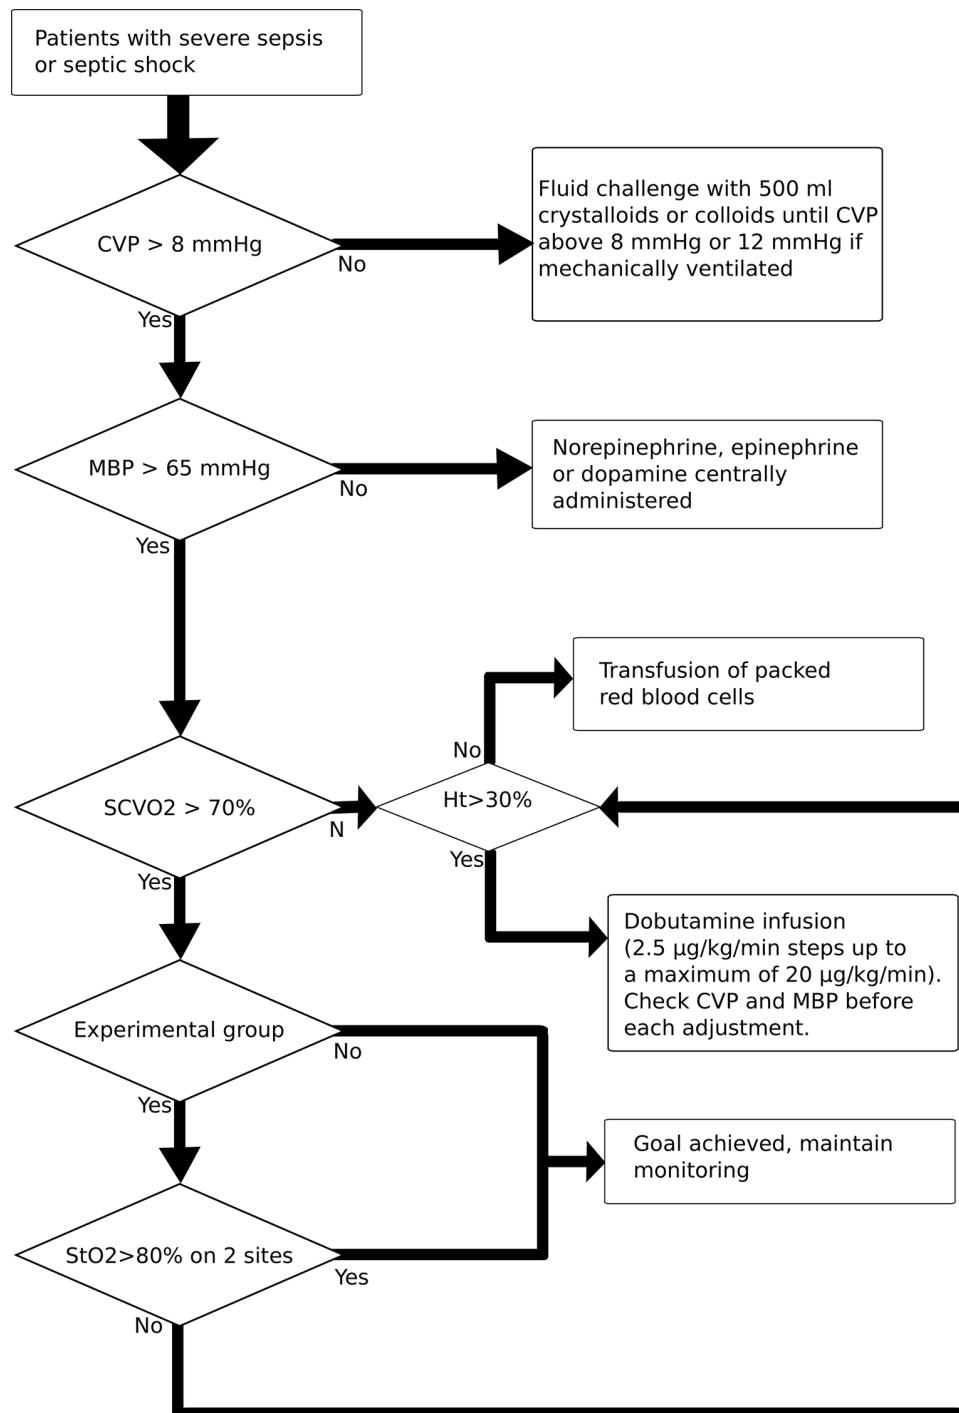 Patients with severe sepsis
or septic shock
CVP > 8 mmHg
No
Yes
Fluid challenge with 500 ml
crystalloids or colloids until CVP
above 8 mmHg or 12 mmHg if
mechanically ventilated
MBP > 65 mmHg
No
Yes
Norepinephrine, epinephrine
or dopamine centrally
administered
SCVO2 > 70%
N
Yes
Ht>30%
No
Yes
Transfusion of packed
red blood cells
Dobutamine infusion
(2.5 µg/kg/min steps up to
a maximum of 20 µg/kg/min).
Check CVP and MBP before
each adjustment.
Experimental group
No
Yes
Goal achieved, maintain
monitoring
StO2>80% on 2 sites
Yes
No